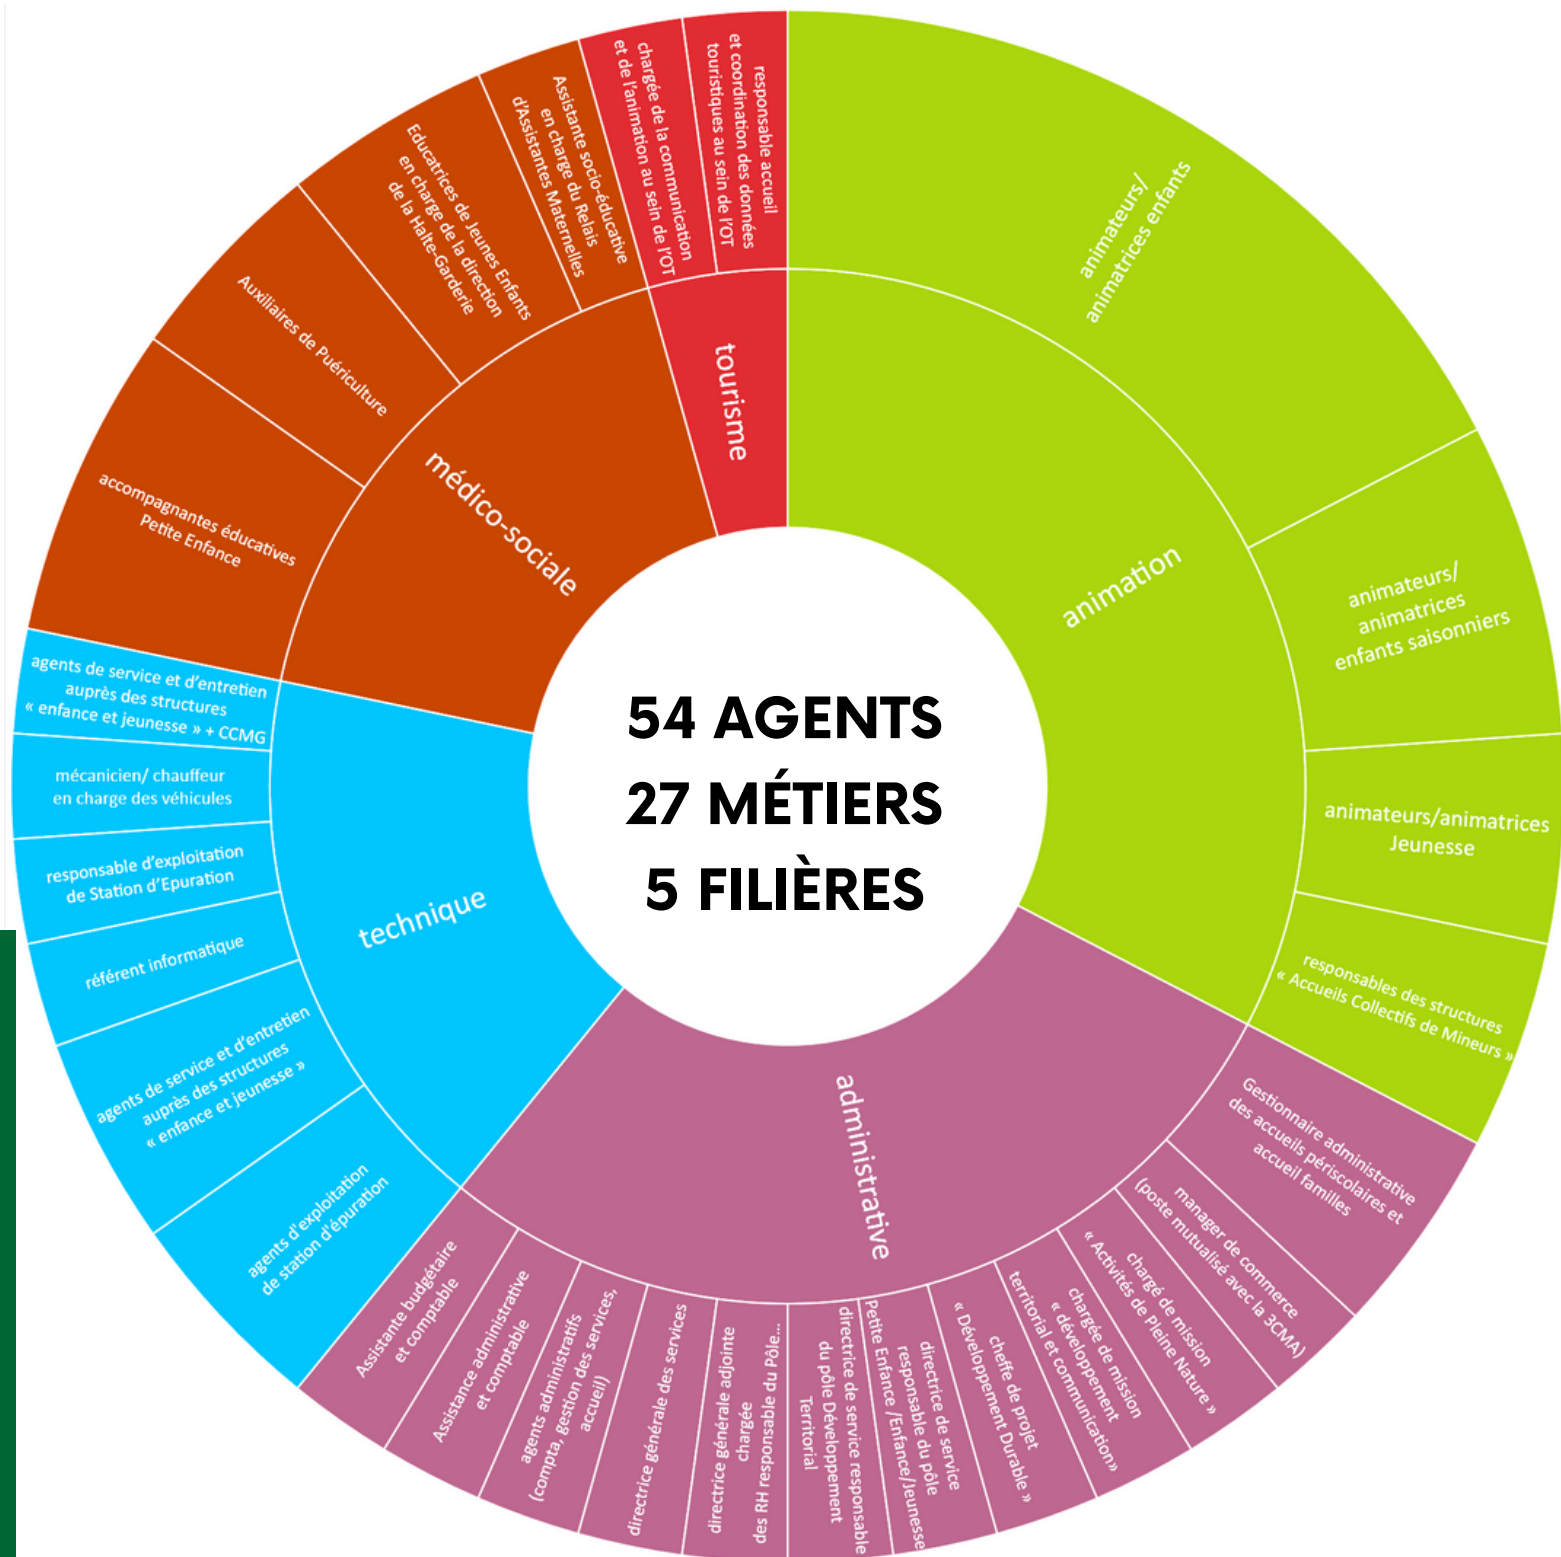 54 AGENTS
27 MÉTIERS
5 FILIÈRES
animation
animateurs/
animatrices enfants
animateurs/
animatrices
enfants saisonniers
animateurs/animatrices
Jeunesse
responsables des structures
« Accueils Collectifs de Mineurs »
administrative
Gestionnaire administrative
des accueils périscolaires et
accueil familles
manager de commerce
(poste mutualisé avec la 3CMA)
chargé de mission
« Activités de Pleine Nature »
chargée de mission
« développement
territorial et communication»
cheffe de projet
« Développement Durable »
directrice de service
responsable du pôle
Petite Enfance /Enfance/Jeunesse
directrice de service responsable
du pôle Développement
Territorial
directrice générale adjointe
chargée
des RH responsable du Pôle...
directrice générale des services
agents administratifs
(compta, gestion des services,
accueil)
Assistance administrative
et comptable
Assistante budgétaire
et comptable
technique
agents d'exploitation
de station d'épuration
agents de service et d'entretien
auprès des structures
« enfance et jeunesse »
référent informatique
responsable d'exploitation
de Station d'Epuration
mécanicien/ chauffeur
en charge des véhicules
agents de service et d'entretien
auprès des structures
« enfance et jeunesse » + CCMG
médico-sociale
accompagnantes éducatives
Petite Enfance
Auxiliaires de Puériculture
Educatrices de Jeunes Enfants
en charge de la direction
de la Halte-Garderie
Assistante socio-éducative
en charge du Relais
d'Assistantes Maternelles
tourisme
chargée de la communication
et de l'animation au sein de l'OT
responsable accueil
et coordination des données
touristiques au sein de l'OT